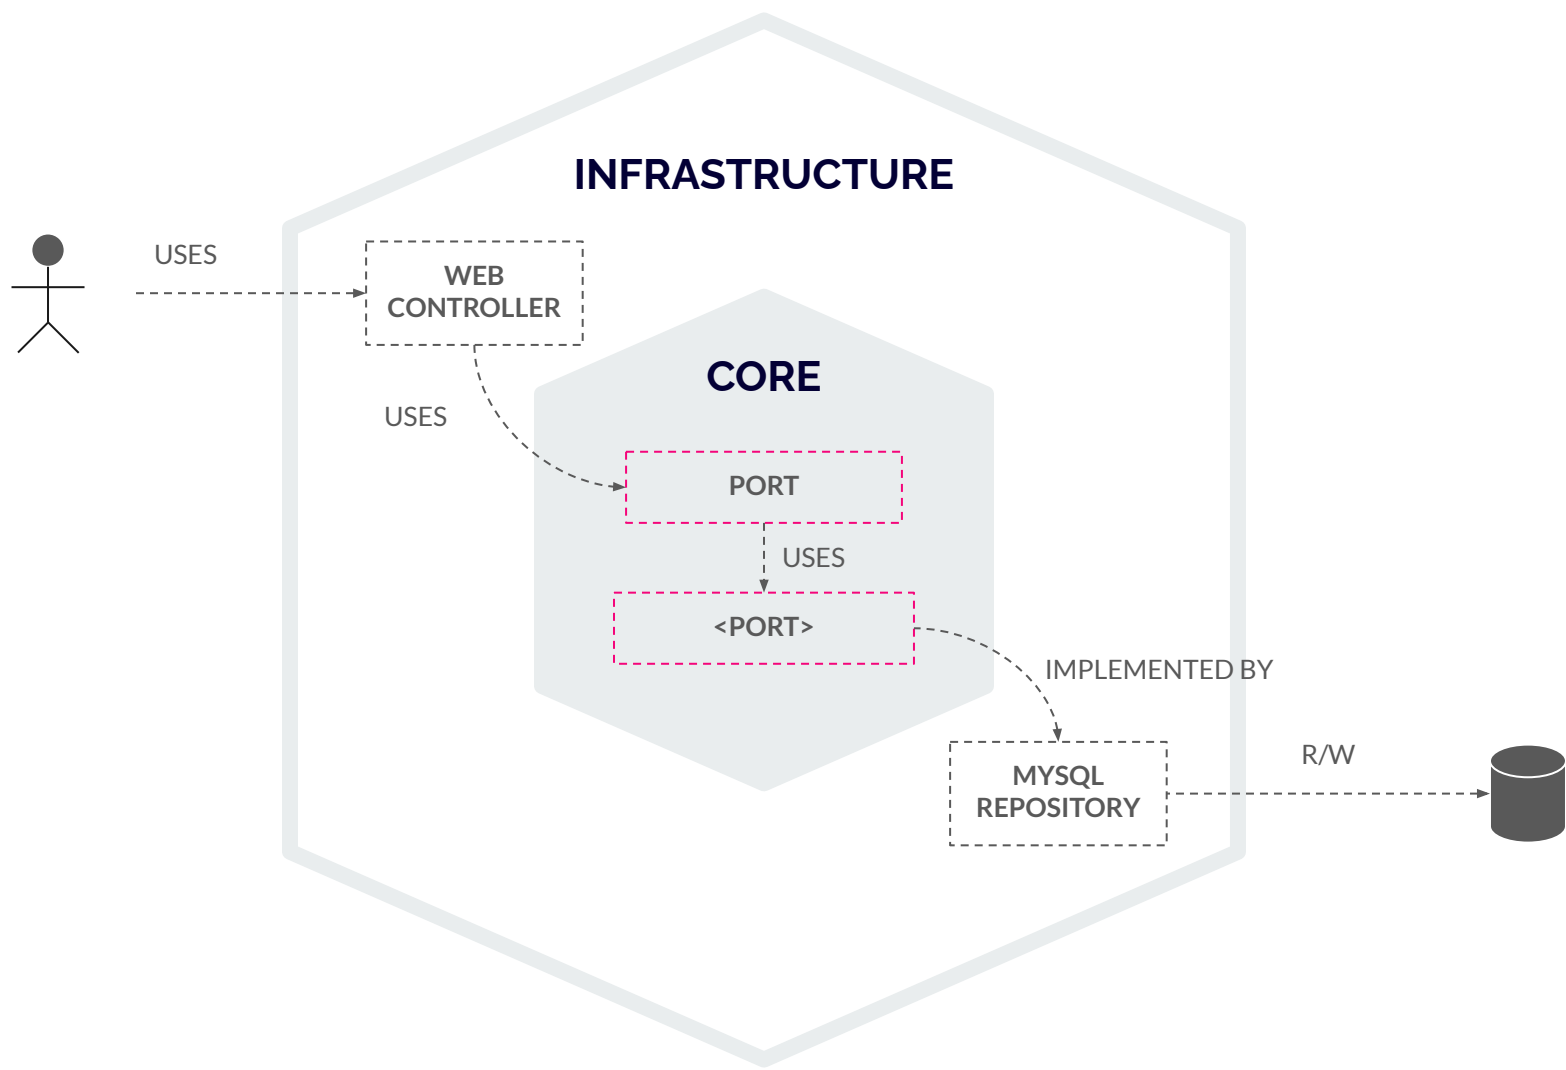 INFRASTRUCTURE
USES
WEB
CONTROLLER
CORE
USES
PORT
USES
<PORT>
IMPLEMENTED BY
R/W
MYSQL
REPOSITORY